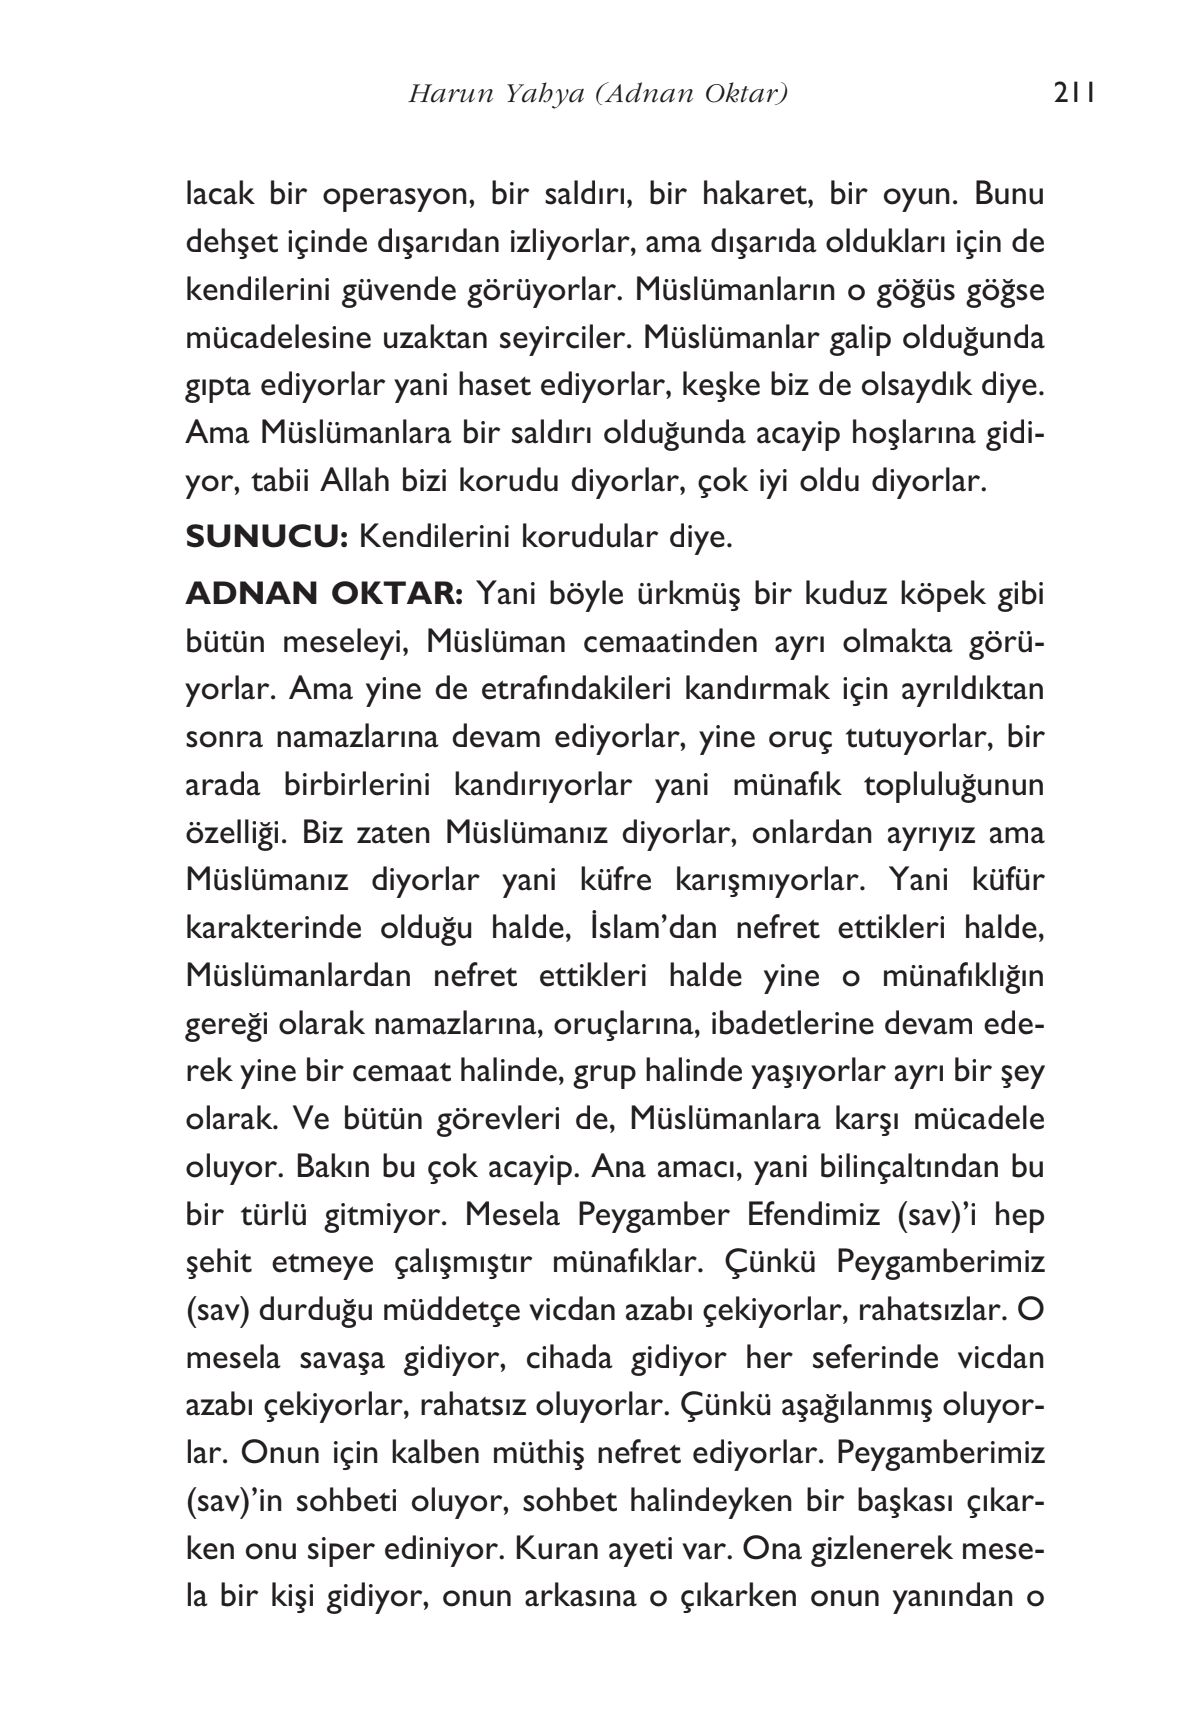 Harun Yahya (Adnan Oktar) 211
lacak bir operasyon, bir saldırı, bir hakaret, bir oyun. Bunu
dehşet içinde dışarıdan izliyorlar, ama dışarıda oldukları için de
kendilerini güvende görüyorlar. Müslümanların o göğüs göğse
mücadelesine uzaktan seyirciler. Müslümanlar galip olduğunda
gıpta ediyorlar yani haset ediyorlar, keşke biz de olsaydık diye.
Ama Müslümanlara bir saldırı olduğunda acayip hoşlarına gidi-
yor, tabii Allah bizi korudu diyorlar, çok iyi oldu diyorlar.
SUNUCU: Kendilerini korudular diye.
ADNAN OKTAR: Yani böyle ürkmüş bir kuduz köpek gibi
bütün meseleyi, Müslüman cemaatinden ayrı olmakta görü-
yorlar. Ama yine de etrafındakileri kandırmak için ayrıldıktan
sonra namazlarına devam ediyorlar, yine oruç tutuyorlar, bir
arada birbirlerini kandırıyorlar yani münafık topluluğunun
özelliği. Biz zaten Müslümanız diyorlar, onlardan ayrıyız ama
Müslümanız diyorlar yani küfre karışmıyorlar. Yani küfür
karakterinde olduğu halde, İslam’dan nefret ettikleri halde,
Müslümanlardan nefret ettikleri halde yine o münafıklığın
gereği olarak namazlarına, oruçlarına, ibadetlerine devam ede-
rek yine bir cemaat halinde, grup halinde yaşıyorlar ayrı bir şey
olarak. Ve bütün görevleri de, Müslümanlara karşı mücadele
oluyor. Bakın bu çok acayip. Ana amacı, yani bilinçaltından bu
bir türlü gitmiyor. Mesela Peygamber Efendimiz (sav)’i hep
şehit etmeye çalışmıştır münafıklar. Çünkü Peygamberimiz
(sav) durduğu müddetçe vicdan azabı çekiyorlar, rahatsızlar. O
mesela savaşa gidiyor, cihada gidiyor her seferinde vicdan
azabı çekiyorlar, rahatsız oluyorlar. Çünkü aşağılanmış oluyor-
lar. Onun için kalben müthiş nefret ediyorlar. Peygamberimiz
(sav)’in sohbeti oluyor, sohbet halindeyken bir başkası çıkar-
ken onu siper ediniyor. Kuran ayeti var. Ona gizlenerek mese-
la bir kişi gidiyor, onun arkasına o çıkarken onun yanından o